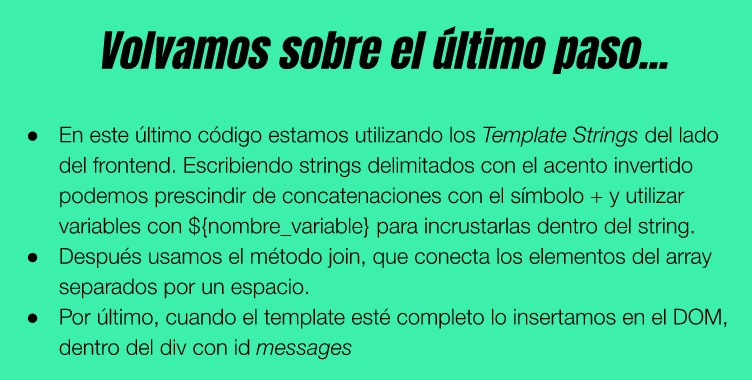 Volvamos sobre el último paso...
● En este último código estamos utilizando los Template Strings del lado
del frontend. Escribiendo strings delimitados con el acento invertido
podemos prescindir de concatenaciones con el símbolo + y utilizar
variables con ${nombre_variable} para incrustarlas dentro del string.
● Después usamos el método join, que conecta los elementos del array
separados por un espacio.
● Por último, cuando el template esté completo lo insertamos en el DOM,
dentro del div con id messages